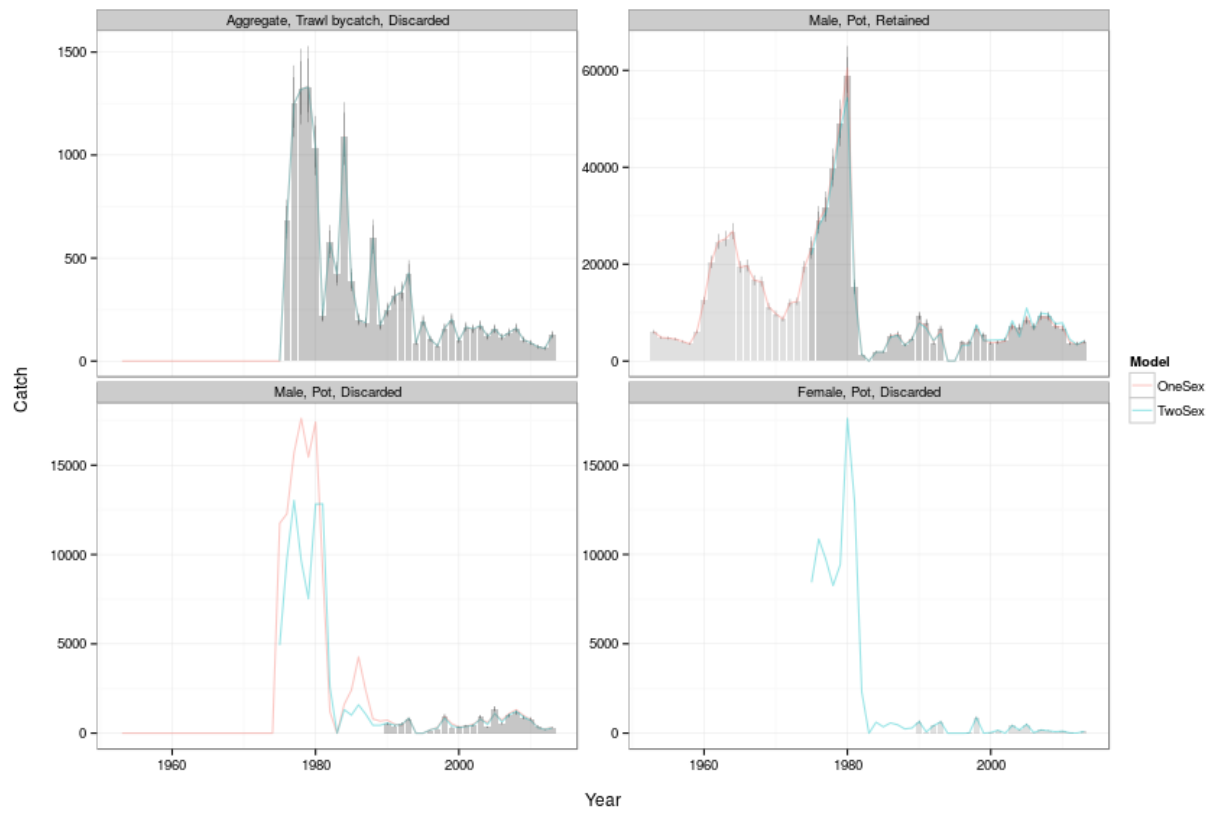 Aggregate, Trawl bycatch, Discarded
Male, Pot, Retained
1500
1000
500
0
60000
40000
20000
0
Catch
Model
OneSex
TwoSex
Male, Pot, Discarded
Female, Pot, Discarded
15000
10000
5000
0
15000
10000
5000
0
1960
1980
2000
1960
1980
2000
Year